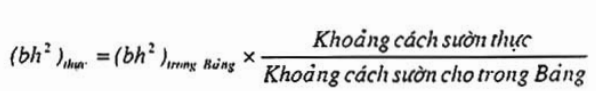 (bh²)thực = (bh²)trong Bảng × Khoảng cách sườn thực
Khoảng cách sườn cho trong Bảng